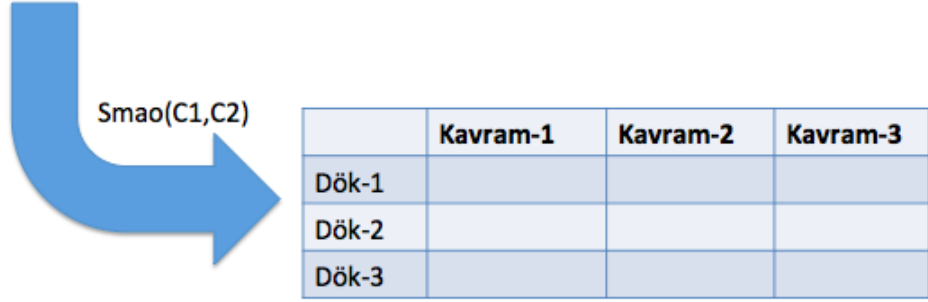 Smao(C1,C2)
Kavram-1 Kavram-2 Kavram-3
Dök-1
Dök-2
Dök-3